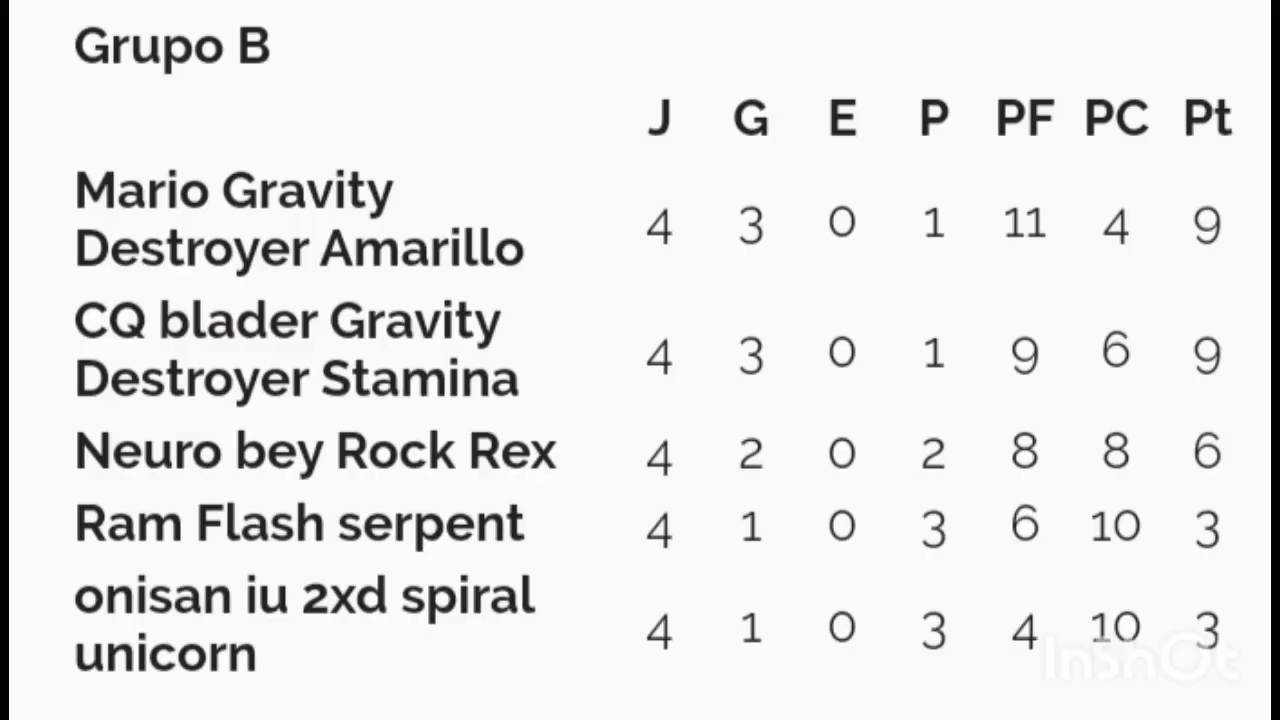 Grupo B
J G E P PF PC Pt
Mario Gravity
Destroyer Amarillo 4 3 0 1 11 4 9
CQ blader Gravity
Destroyer Stamina 4 3 0 1 9 6 9
Neuro bey Rock Rex 4 2 0 2 8 8 6
Ram Flash serpent 4 1 0 3 6 10 3
onisan iu 2xd spiral
unicorn 4 1 0 3 4 10 3
InShOt